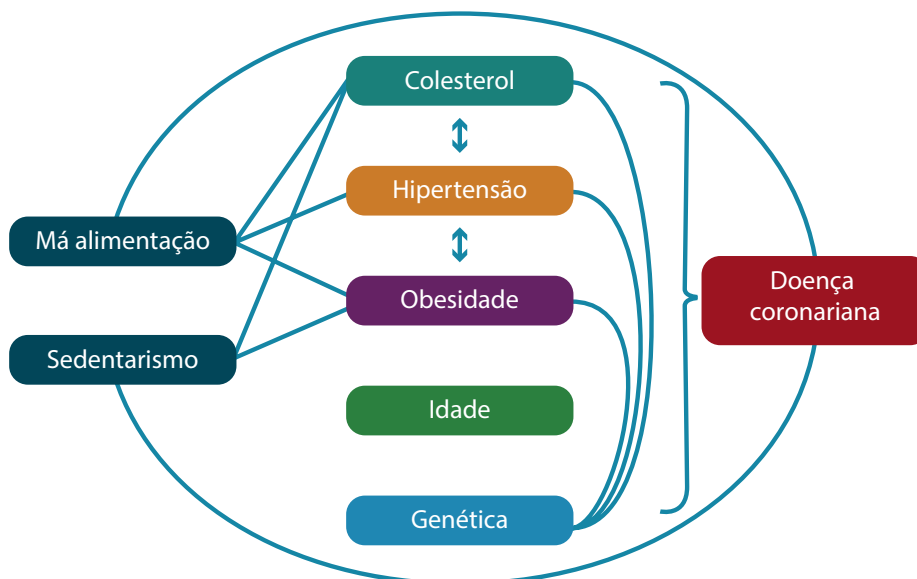 Colesterol
Hipertensão
Má alimentação
Obesidade
Doença
coronariana
Sedentarismo
Idade
Genética